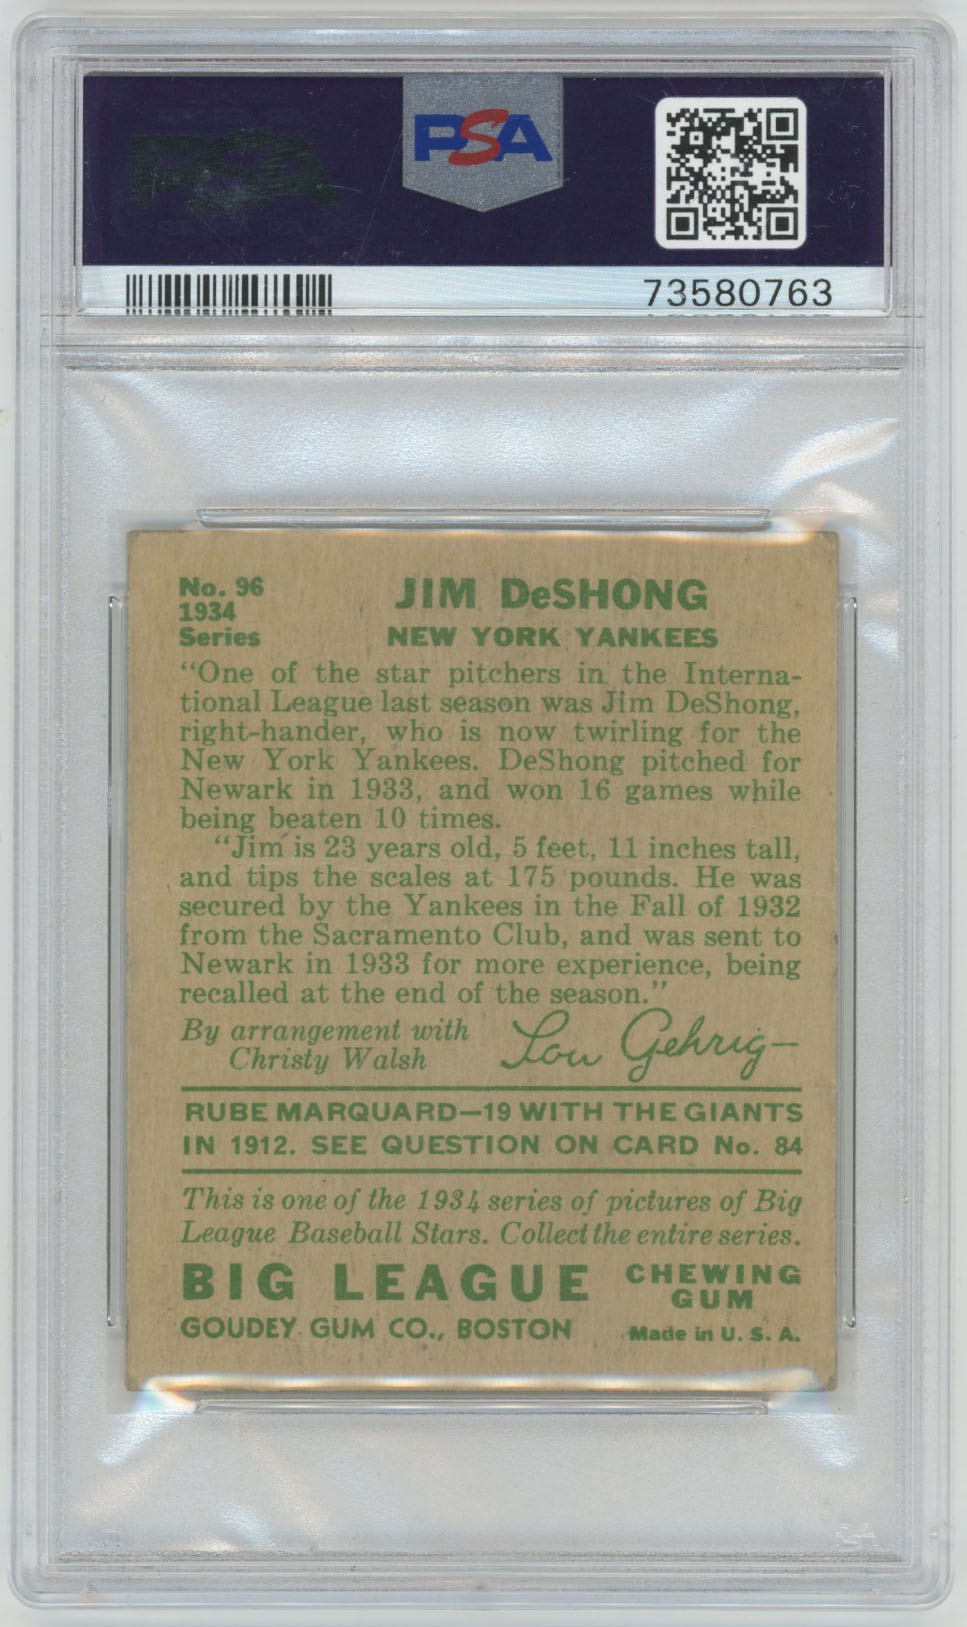 PSA
73580763
No. 96
1934
Series
JIM DeSHONG
NEW YORK YANKEES
“One of the star pitchers in the Interna-
tional League last season was Jim DeShong,
right-hander, who is now twirling for the
New York Yankees. DeShong pitched for
Newark in 1933, and won 16 games while
being beaten 10 times.
“Jim is 23 years old, 5 feet, 11 inches tall,
and tips the scales at 175 pounds. He was
secured by the Yankees in the Fall of 1932
from the Sacramento Club, and was sent to
Newark in 1933 for more experience, being
recalled at the end of the season.”
By arrangement with
Christy Walsh
Lou Gehrig
RUBE MARQUARD—19 WITH THE GIANTS
IN 1912. SEE QUESTION ON CARD No. 84
This is one of the 1934 series of pictures of Big
League Baseball Stars. Collect the entire series.
BIG LEAGUE
CHEWING
GUM
GOUDEY GUM CO., BOSTON
Made in U. S. A.